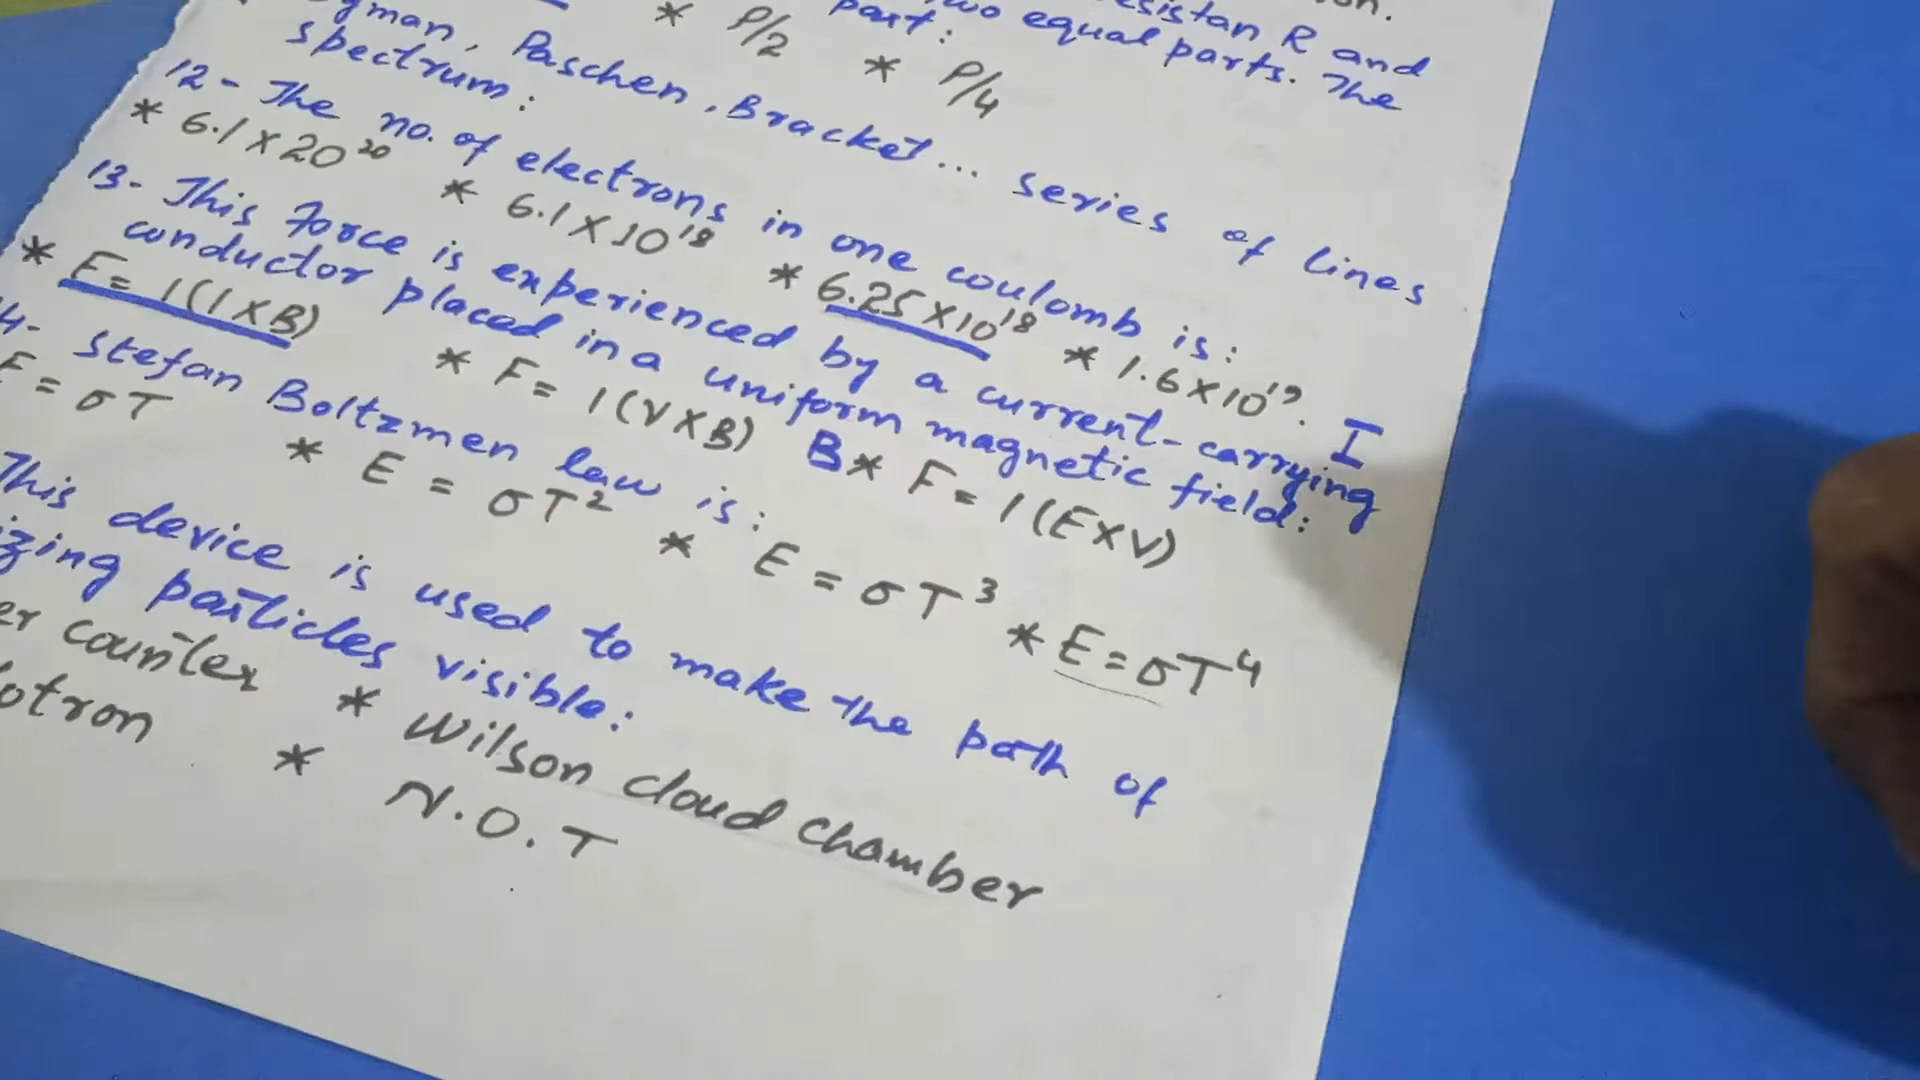 R and
two equal parts. The
part:
* ρ/2 * ρ/4
Paschen, Bracket... series of lines
spectrum:
12- The no. of electrons in one coulomb is:
* 6.1 X 20²⁰ * 6.1 X 10¹⁸ * 6.25 X 10¹⁸ * 1.6 X 10¹⁹.
13- This force is experienced by a current-carrying I
conductor placed in a uniform magnetic field:
* F= I(l X B) * F= I(V X B) B * F= I(E X V)
4- Stefan Boltzmen law is:
E = σT * E = σT² * E = σT³ * E = σT⁴
This device is used to make the path of
izing particles visible:
er counter * Wilson cloud chamber
otron * N.O.T